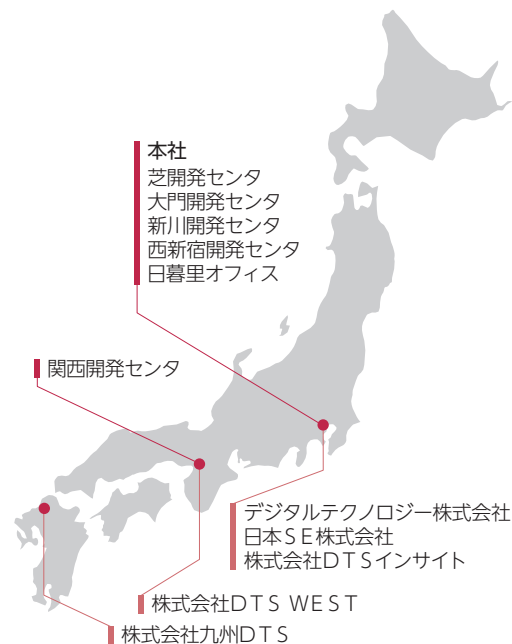 本社
芝開発センタ
大門開発センタ
新川開発センタ
西新宿開発センタ
日暮里オフィス
関西開発センタ
デジタルテクノロジー株式会社
日本ＳＥ株式会社
株式会社ＤＴＳインサイト
株式会社ＤＴＳ ＷＥＳＴ
株式会社九州ＤＴＳ